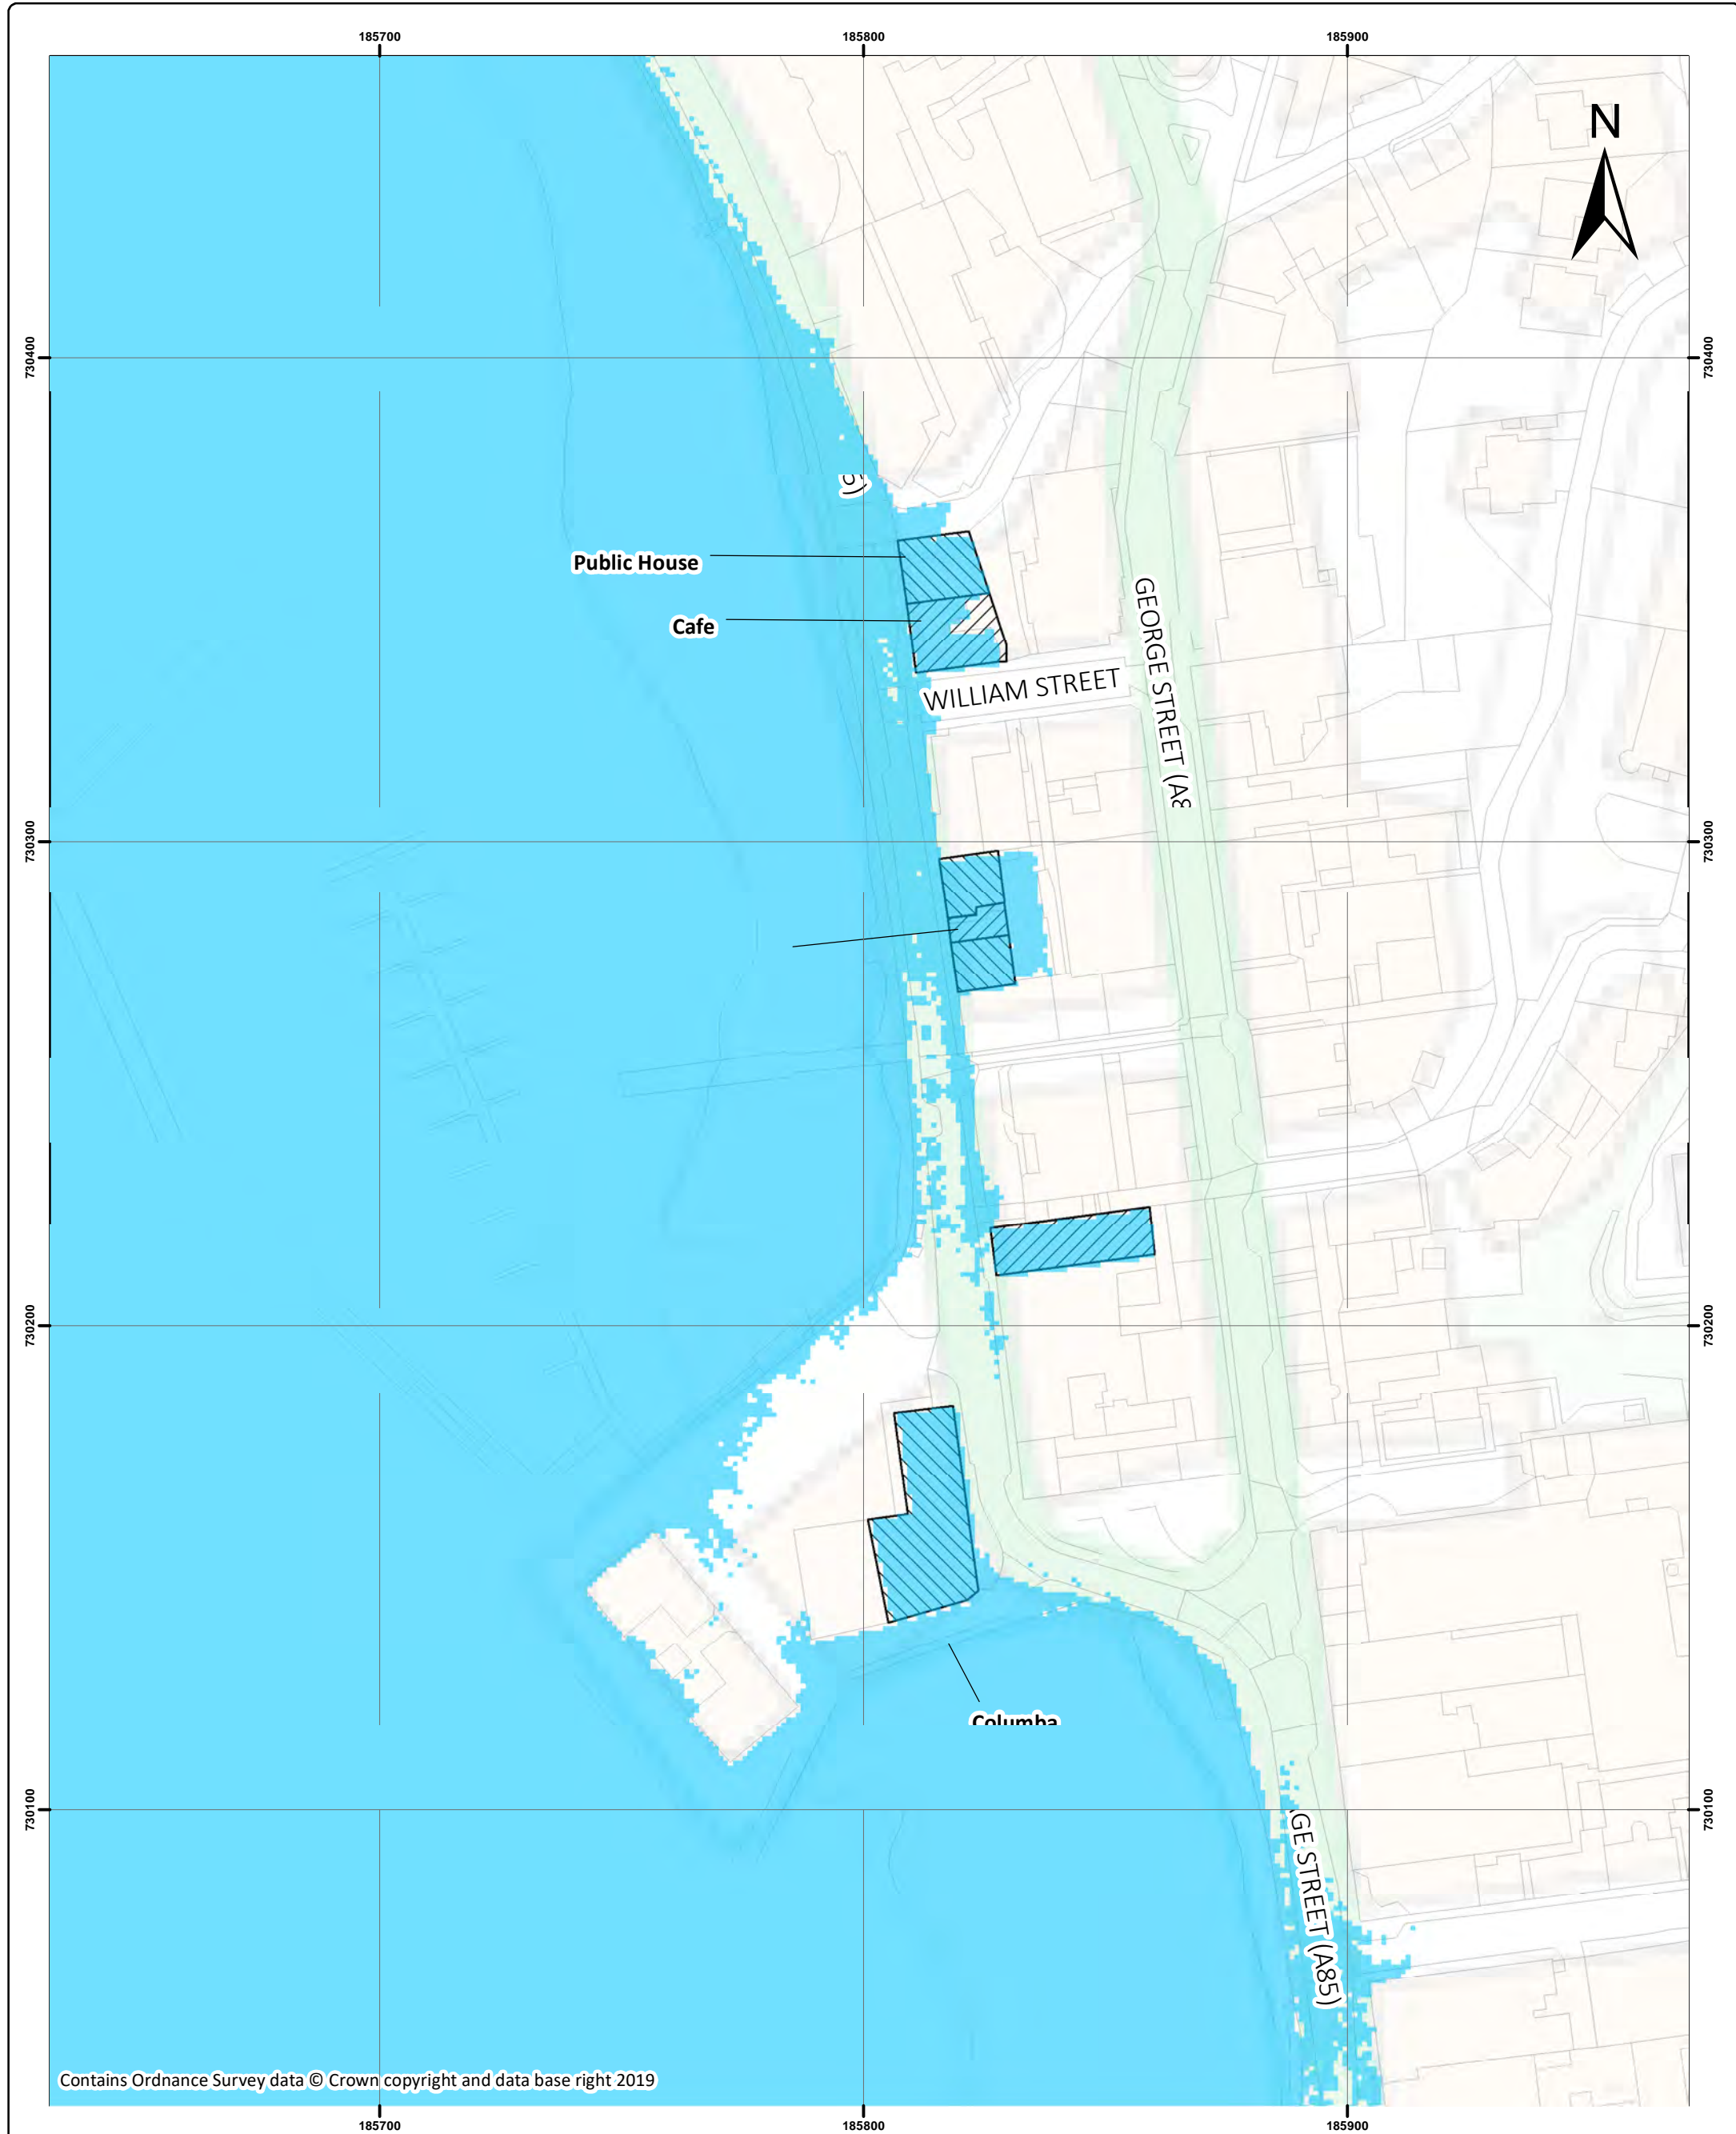 185700 185800 185900
N
730400 730400
5)
Public House
Cafe
WILLIAM STREET
GEORGE STREET (A8
730300 730300
730200 730200
Columba
730100 730100
GE STREET (A85)
Contains Ordnance Survey data © Crown copyright and data base right 2019
185700 185800 185900